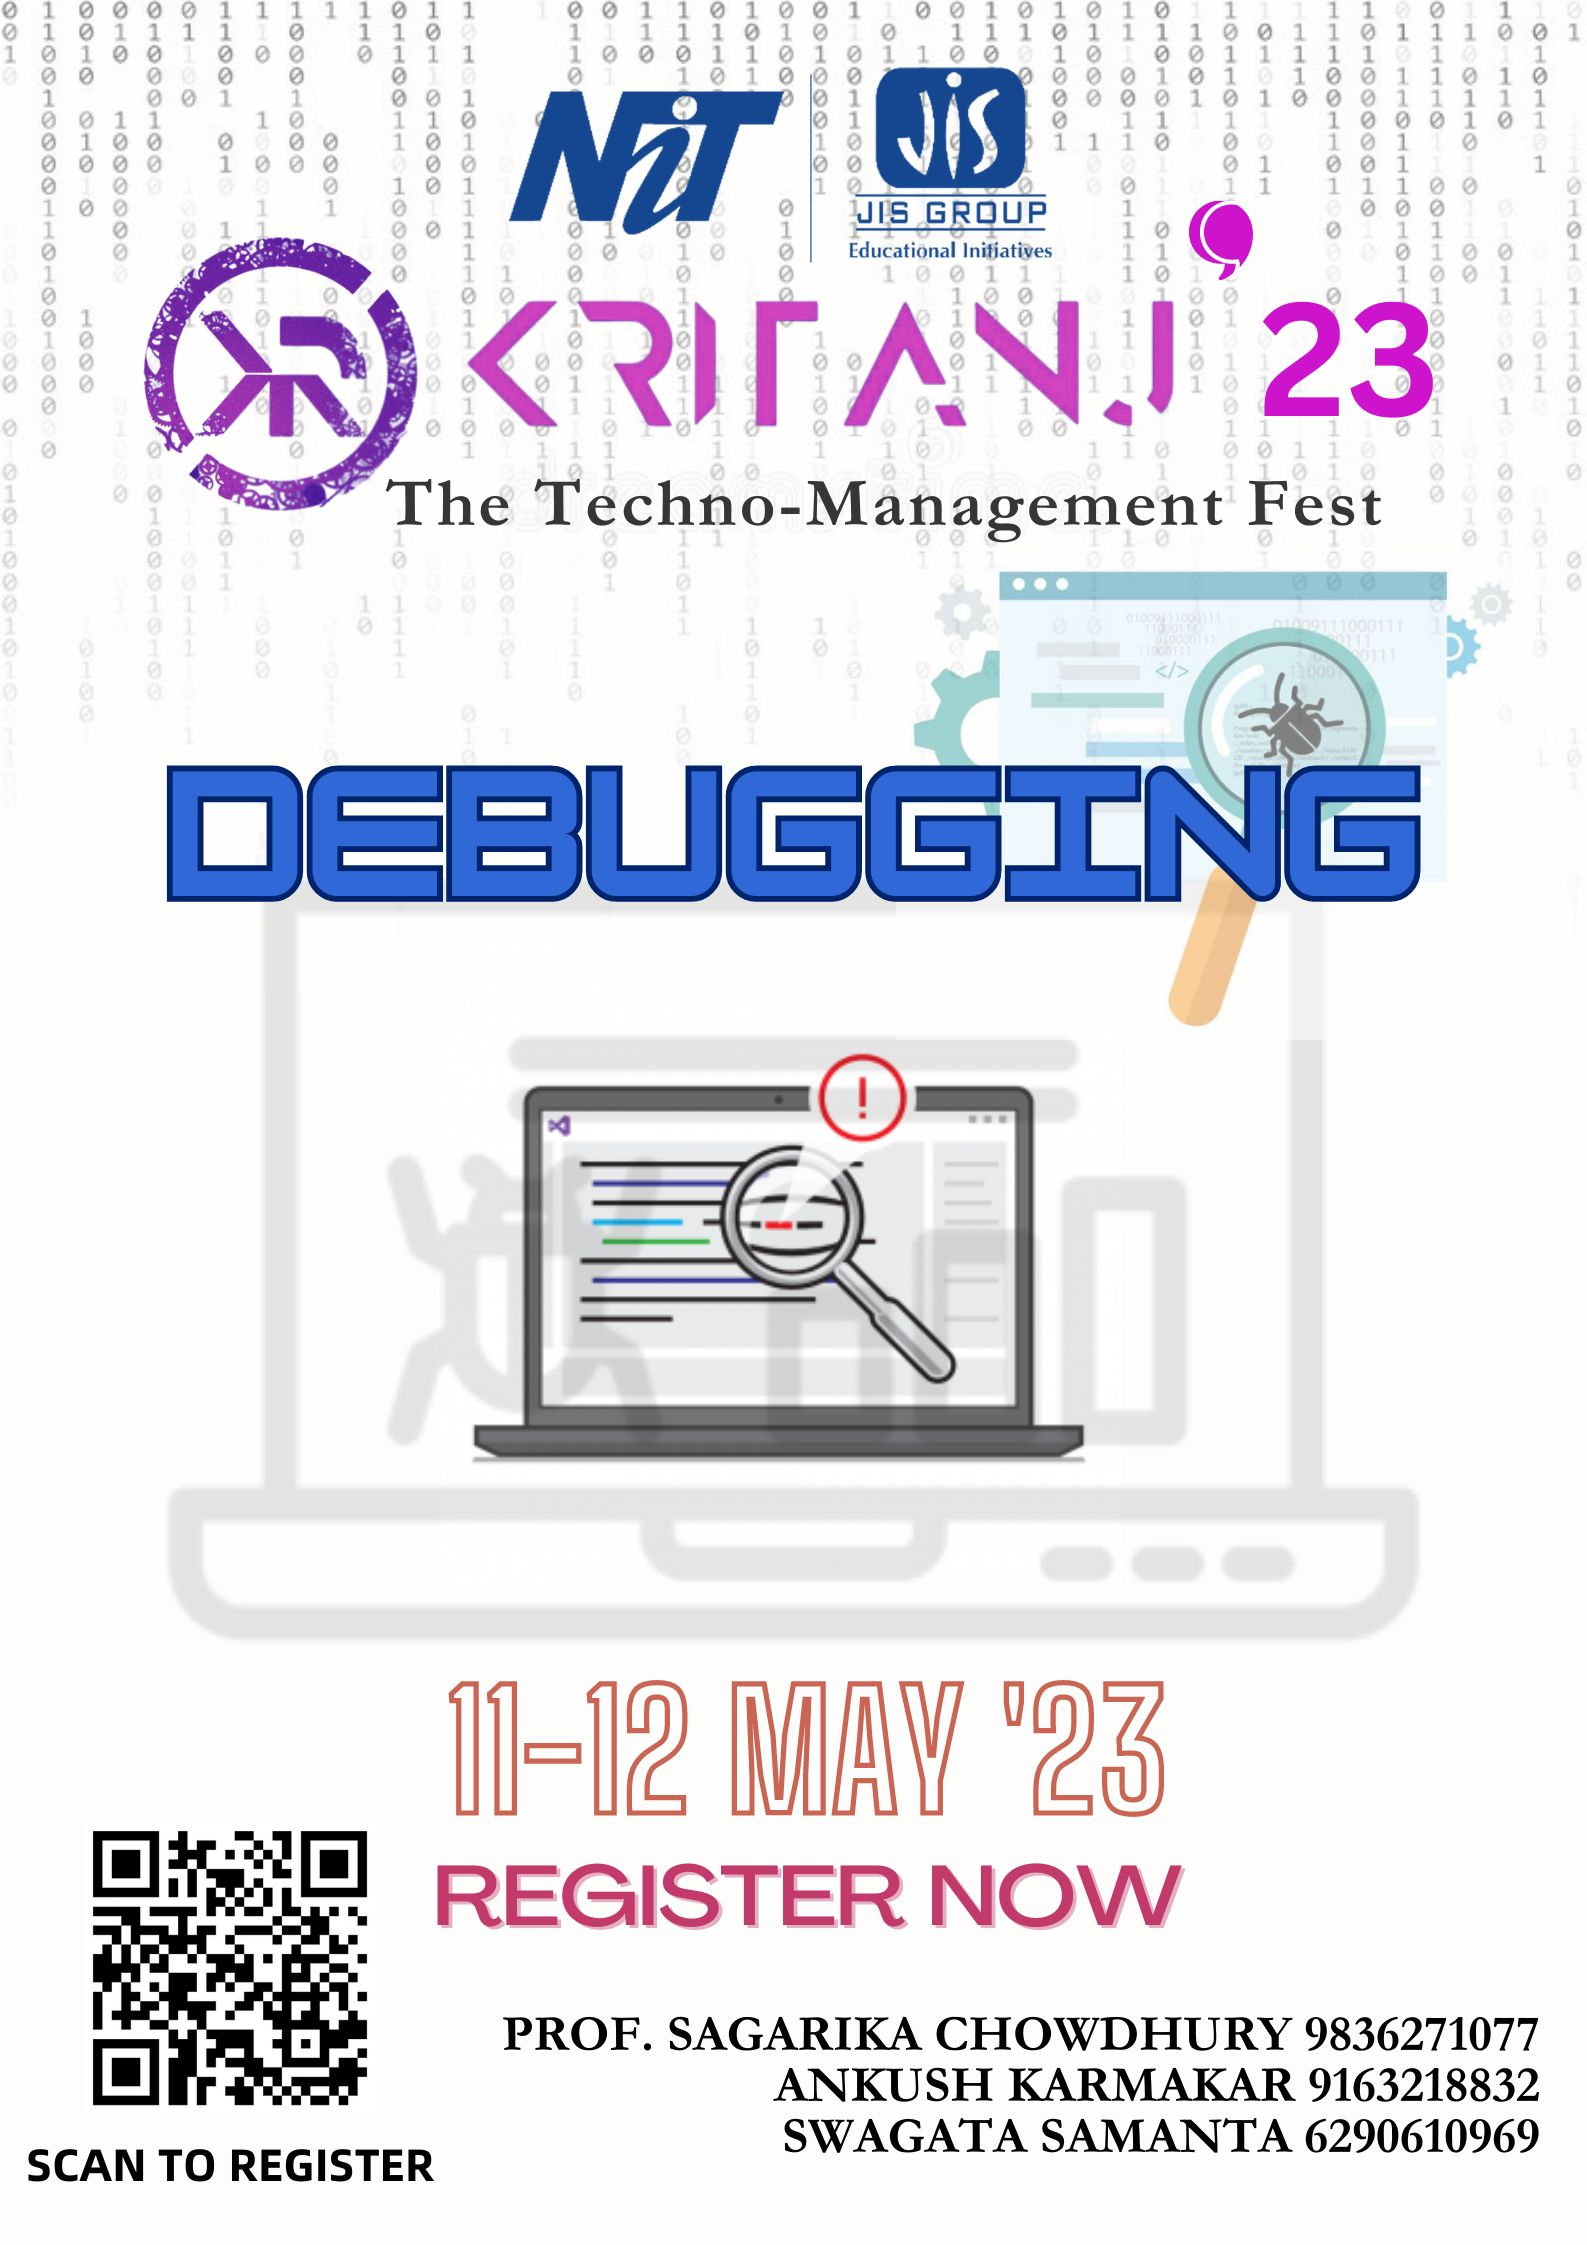 NiT
JIS
JIS GROUP
Educational Initiatives
KRITANJ '23
The Techno-Management Fest
</>
DEBUGGING
!
11-12 MAY '23
REGISTER NOW
PROF. SAGARIKA CHOWDHURY 9836271077
ANKUSH KARMAKAR 9163218832
SWAGATA SAMANTA 6290610969
SCAN TO REGISTER